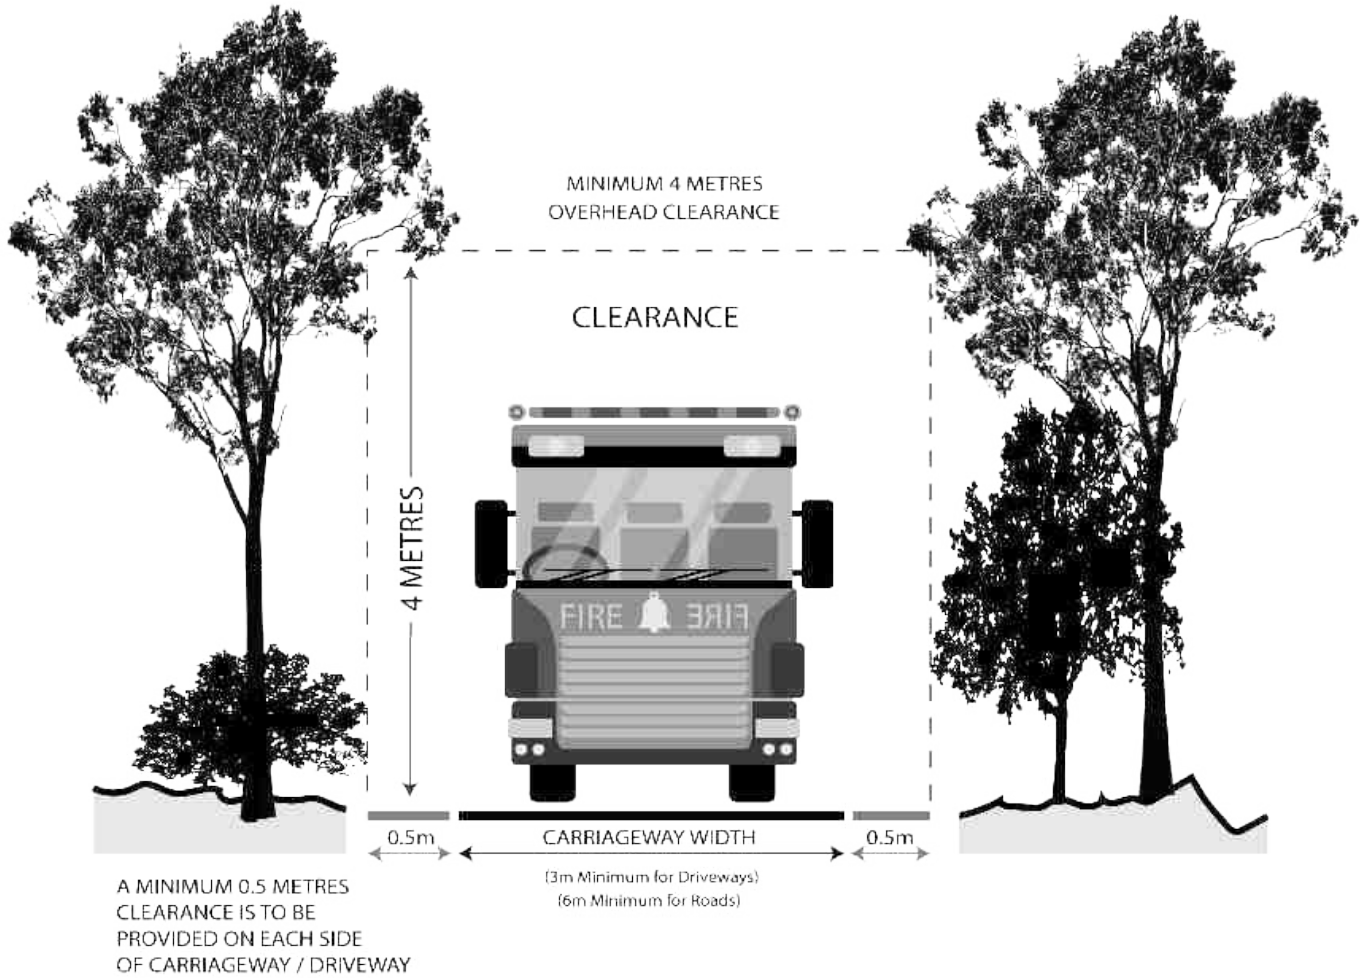 MINIMUM 4 METRES
OVERHEAD CLEARANCE
CLEARANCE
4 METRES
FIRE FIRE
0.5m
CARRIAGEWAY WIDTH
0.5m
(3m Minimum for Driveways)
(6m Minimum for Roads)
A MINIMUM 0.5 METRES
CLEARANCE IS TO BE
PROVIDED ON EACH SIDE
OF CARRIAGEWAY / DRIVEWAY